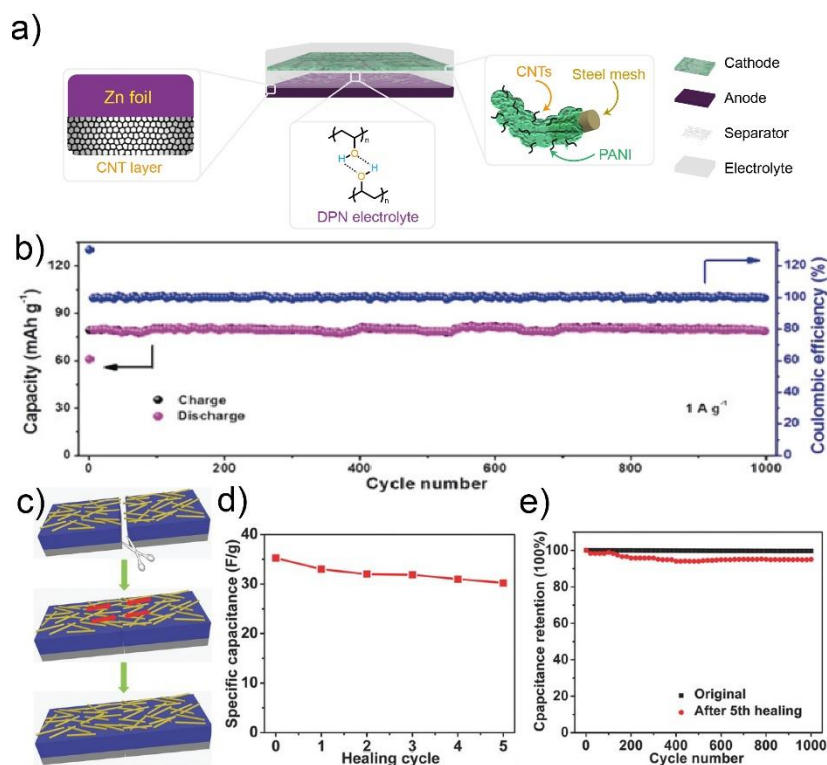 a)
Zn foil
CNT layer
H
O
H
O
n
n
DPN electrolyte
CNTs
Steel mesh
PANI
Cathode
Anode
Separator
Electrolyte
b)
Capacity (mAh g⁻¹)
120
90
60
30
0
Charge
Discharge
1 A g⁻¹
120
100
80
60
40
20
0
Coulombic efficiency (%)
0 200 400 600 800 1000
Cycle number
c)
d)
Specific capacitance (F/g)
40
30
20
10
0
0 1 2 3 4 5
Healing cycle
e)
Cpapcitance retention (100%)
100
80
60
40
20
0
Original
After 5th healing
0 200 400 600 800 1000
Cycle number